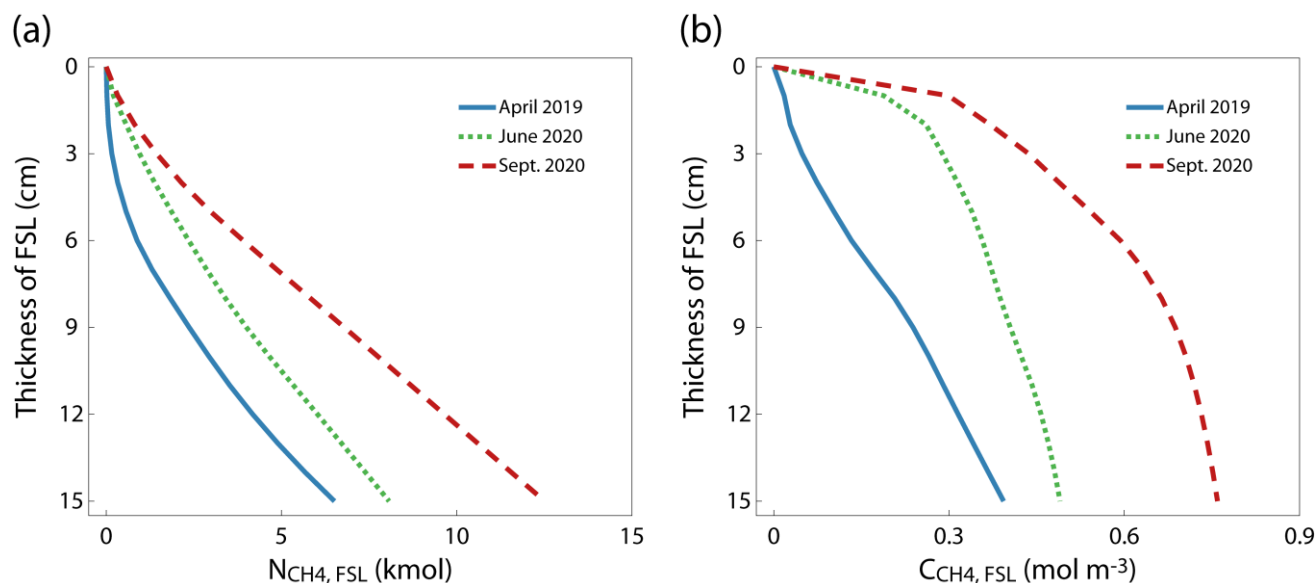 (a)
0
3
6
9
12
15
Thickness of FSL (cm)
April 2019
June 2020
Sept. 2020
0
5
10
15
N_CH4, FSL (kmol)
(b)
0
3
6
9
12
15
Thickness of FSL (cm)
April 2019
June 2020
Sept. 2020
0
0.3
0.6
0.9
C_CH4, FSL (mol m⁻³)